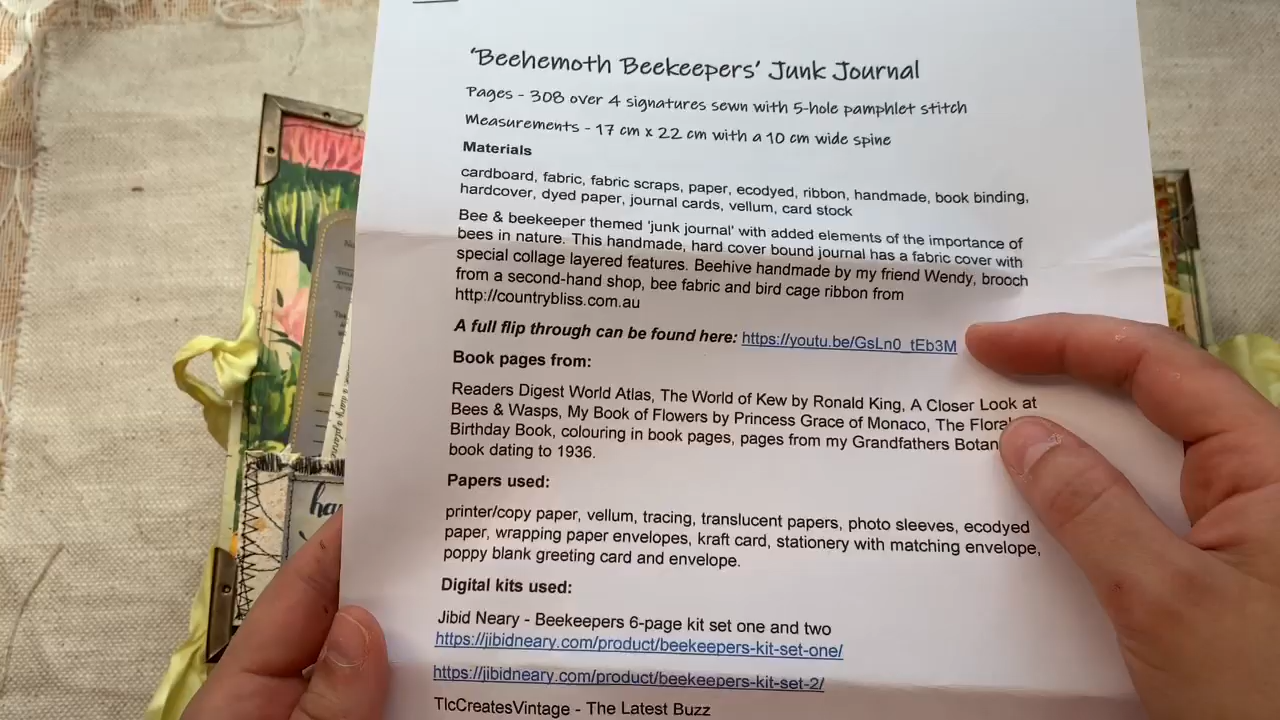 ‘Beehemoth Beekeepers’ Junk Journal
Pages - 308 over 4 signatures sewn with 5-hole pamphlet stitch
Measurements - 17 cm x 22 cm with a 10 cm wide spine
Materials
cardboard, fabric, fabric scraps, paper, ecodyed, ribbon, handmade, book binding,
hardcover, dyed paper, journal cards, vellum, card stock
Bee & beekeeper themed 'junk journal' with added elements of the importance of
bees in nature. This handmade, hard cover bound journal has a fabric cover with
special collage layered features. Beehive handmade by my friend Wendy, brooch
from a second-hand shop, bee fabric and bird cage ribbon from
http://countrybliss.com.au
A full flip through can be found here: https://youtu.be/GsLn0_tEb3M
Book pages from:
Readers Digest World Atlas, The World of Kew by Ronald King, A Closer Look at
Bees & Wasps, My Book of Flowers by Princess Grace of Monaco, The Floral
Birthday Book, colouring in book pages, pages from my Grandfathers Botan
book dating to 1936.
Papers used:
printer/copy paper, vellum, tracing, translucent papers, photo sleeves, ecodyed
paper, wrapping paper envelopes, kraft card, stationery with matching envelope,
poppy blank greeting card and envelope.
Digital kits used:
Jibid Neary - Beekeepers 6-page kit set one and two
https://jibidneary.com/product/beekeepers-kit-set-one/
https://jibidneary.com/product/beekeepers-kit-set-2/
TlcCreatesVintage - The Latest Buzz
ha